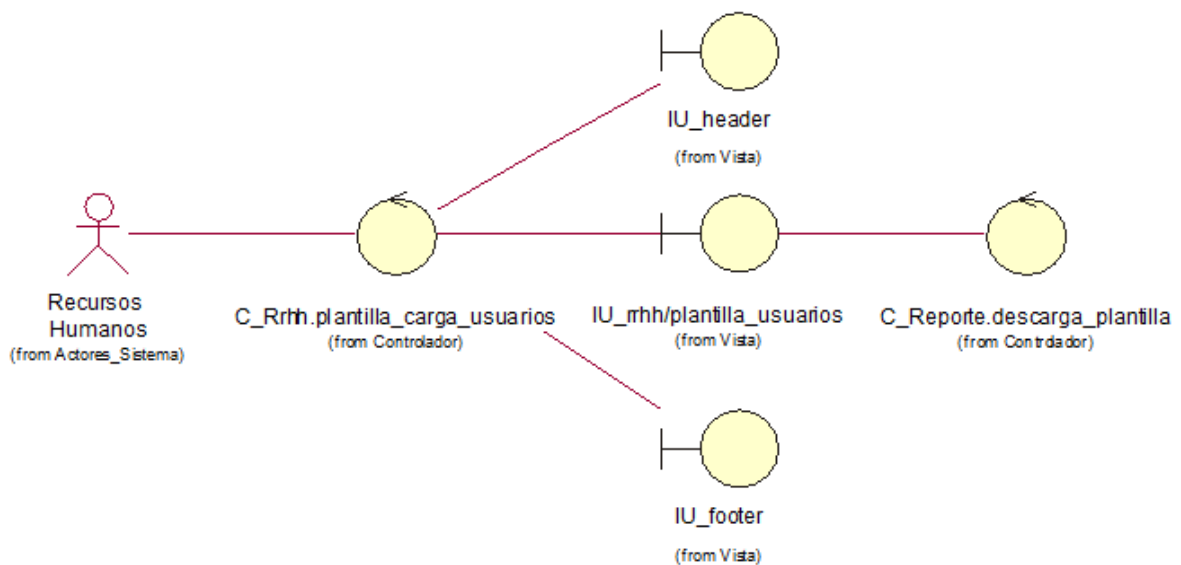 IU_header
(from Vista)
Recursos
Humanos
(from Actores_Sistema)
C_Rrhh.plantilla_carga_usuarios
(from Controlador)
IU_rrhh/plantilla_usuarios
(from Vista)
C_Reporte.descarga_plantilla
(from Controlador)
IU_footer
(from Vista)